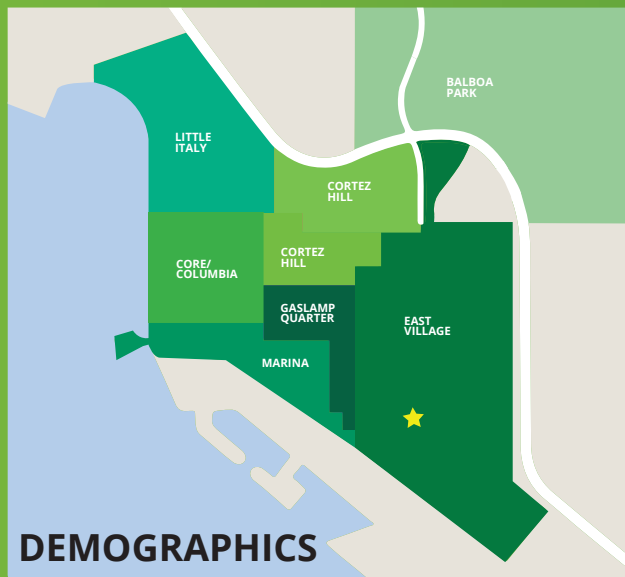 BALBOA
PARK
LITTLE
ITALY
CORTEZ
HILL
CORTEZ
HILL
CORE/
COLUMBIA
GASLAMP
QUARTER
EAST
VILLAGE
MARINA
DEMOGRAPHICS